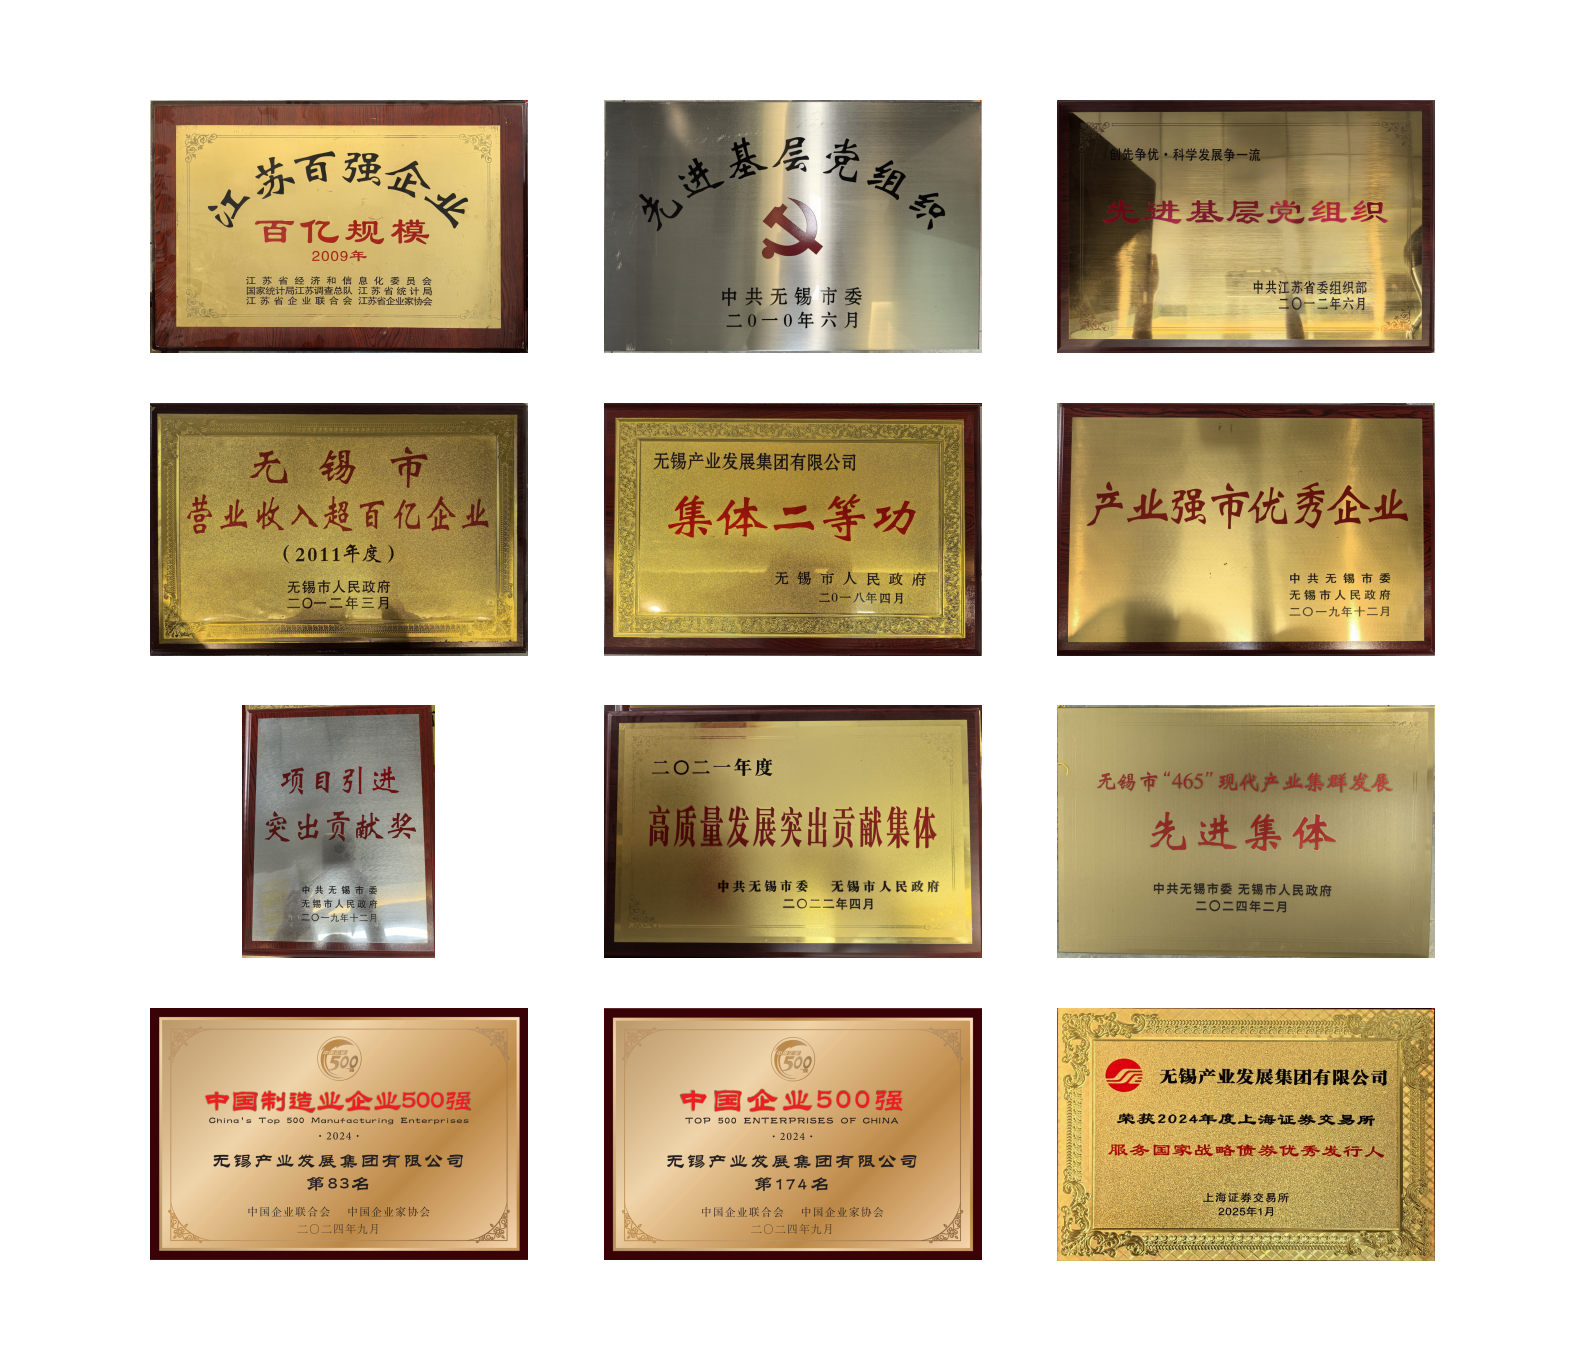 江苏百强企业
百亿规模
2009年
江苏省经济和信息化委员会
国家统计局江苏调查总队 江苏省统计局
江苏省企业联合会 江苏省企业家协会
先进基层党组织
中共无锡市委
二0一0年六月
创先争优·科学发展争一流
先进基层党组织
中共江苏省委组织部
二〇一二年六月
无锡市
营业收入超百亿企业
（2011年度）
无锡市人民政府
二〇一二年三月
无锡产业发展集团有限公司
集体二等功
无锡市人民政府
二0一八年四月
产业强市优秀企业
中共无锡市委
无锡市人民政府
二〇一九年十二月
项目引进
突出贡献奖
中共无锡市委
无锡市人民政府
二〇一九年十二月
二〇二一年度
高质量发展突出贡献集体
中共无锡市委 无锡市人民政府
二〇二二年四月
无锡市“465”现代产业集群发展
先进集体
中共无锡市委 无锡市人民政府
二〇二四年二月
500
中国制造业企业500强
China's Top 500 Manufacturing Enterprises
·2024·
无锡产业发展集团有限公司
第83名
中国企业联合会 中国企业家协会
二〇二四年九月
500
中国企业500强
TOP 500 ENTERPRISES OF CHINA
·2024·
无锡产业发展集团有限公司
第174名
中国企业联合会 中国企业家协会
二〇二四年九月
无锡产业发展集团有限公司
荣获2024年度上海证券交易所
服务国家战略债券优秀发行人
上海证券交易所
2025年1月